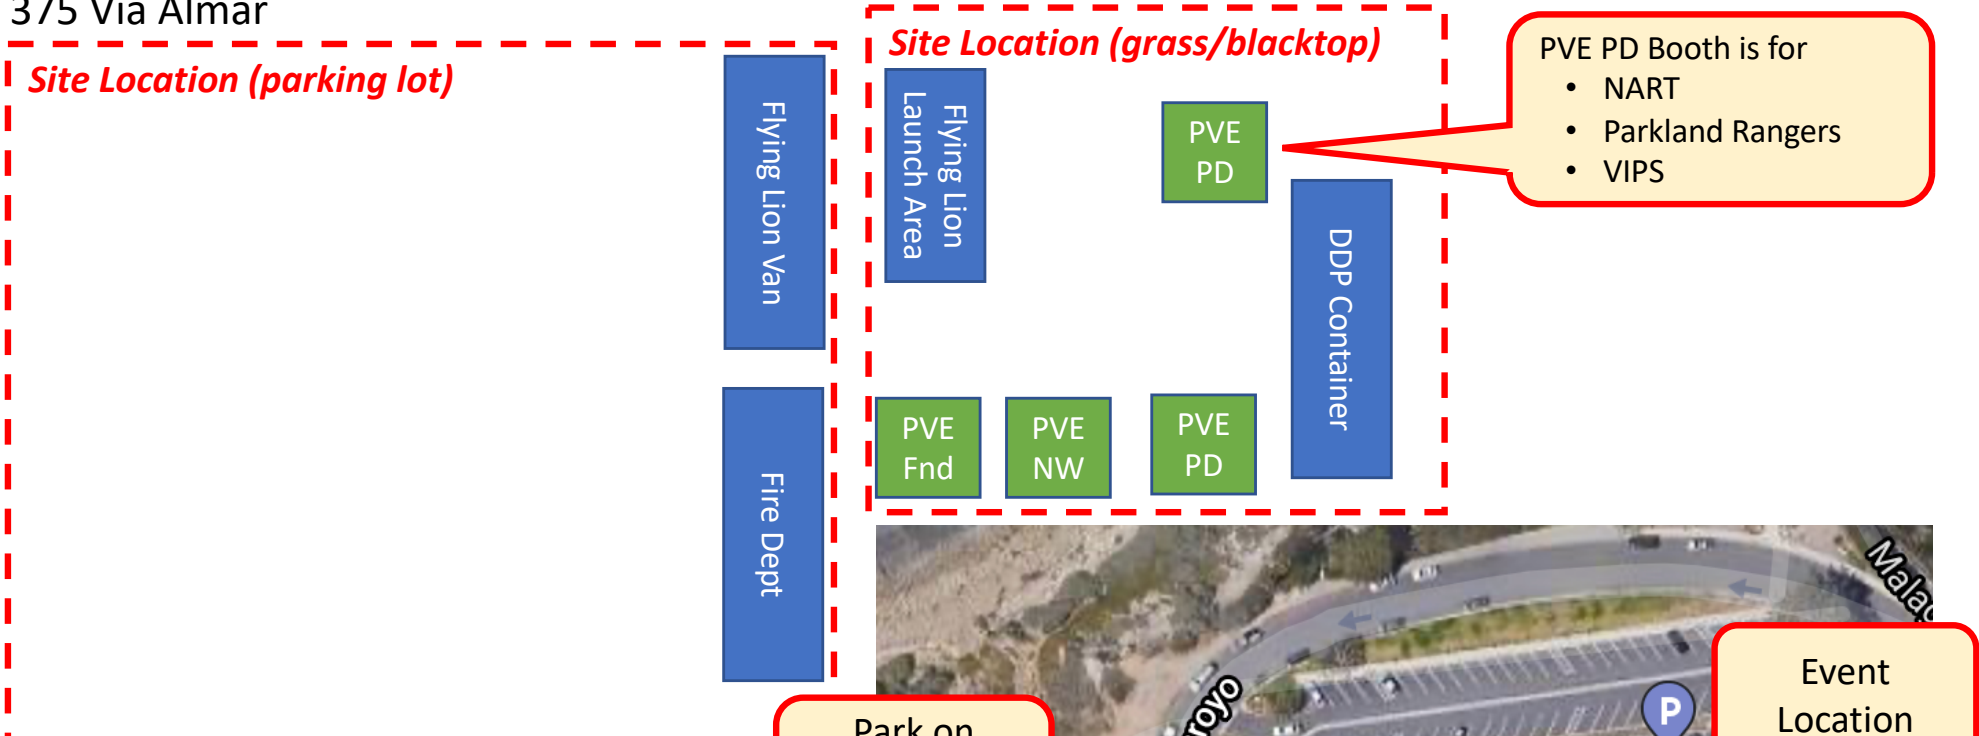 375 Via Almar
Site Location (parking lot)
Flying Lion Van
Fire Dept
Site Location (grass/blacktop)
Flying Lion
Launch Area
PVE
PD
DDP Container
PVE
Fnd
PVE
NW
PVE
PD
PVE PD Booth is for
• NART
• Parkland Rangers
• VIPS
Park on
P
Event
Location